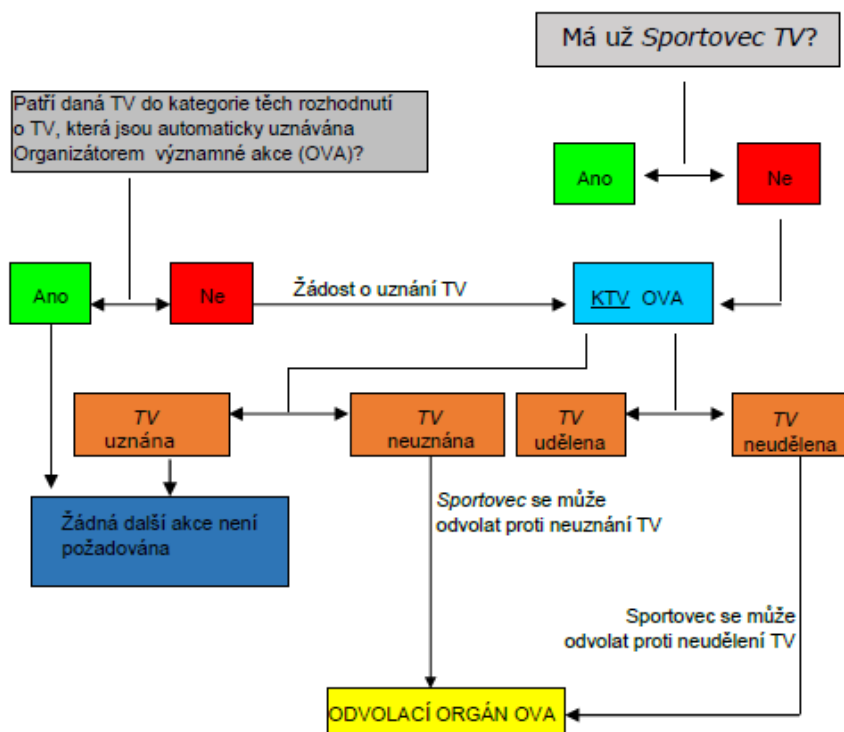 Má už Sportovec TV?
Patří daná TV do kategorie těch rozhodnutí
o TV, která jsou automaticky uznávána
Organizátorem významné akce (OVA)?
Ano
Ne
Ano
Ne
Žádost o uznání TV
KTV OVA
TV
uznána
TV
neuznána
TV
udělena
TV
neudělena
Žádná další akce není
požadována
Sportovec se může
odvolat proti neuznání TV
Sportovec se může
odvolat proti neudělení TV
ODVOLACÍ ORGÁN OVA